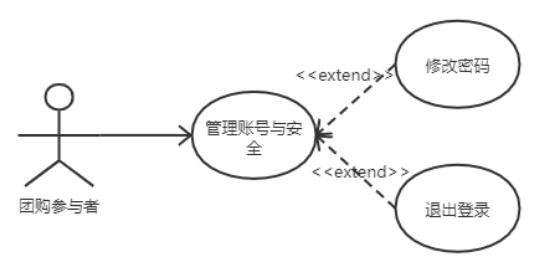 修改密码
<<extend>>
管理账号与安
全
<<extend>>
团购参与者
退出登录